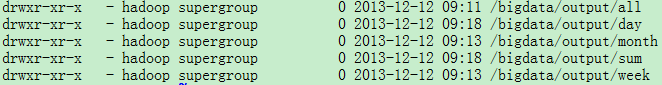 drwxr-xr-x - hadoop supergroup 0 2013-12-12 09:11 /bigdata/output/all
drwxr-xr-x - hadoop supergroup 0 2013-12-12 09:18 /bigdata/output/day
drwxr-xr-x - hadoop supergroup 0 2013-12-12 09:13 /bigdata/output/month
drwxr-xr-x - hadoop supergroup 0 2013-12-12 09:18 /bigdata/output/sum
drwxr-xr-x - hadoop supergroup 0 2013-12-12 09:13 /bigdata/output/week